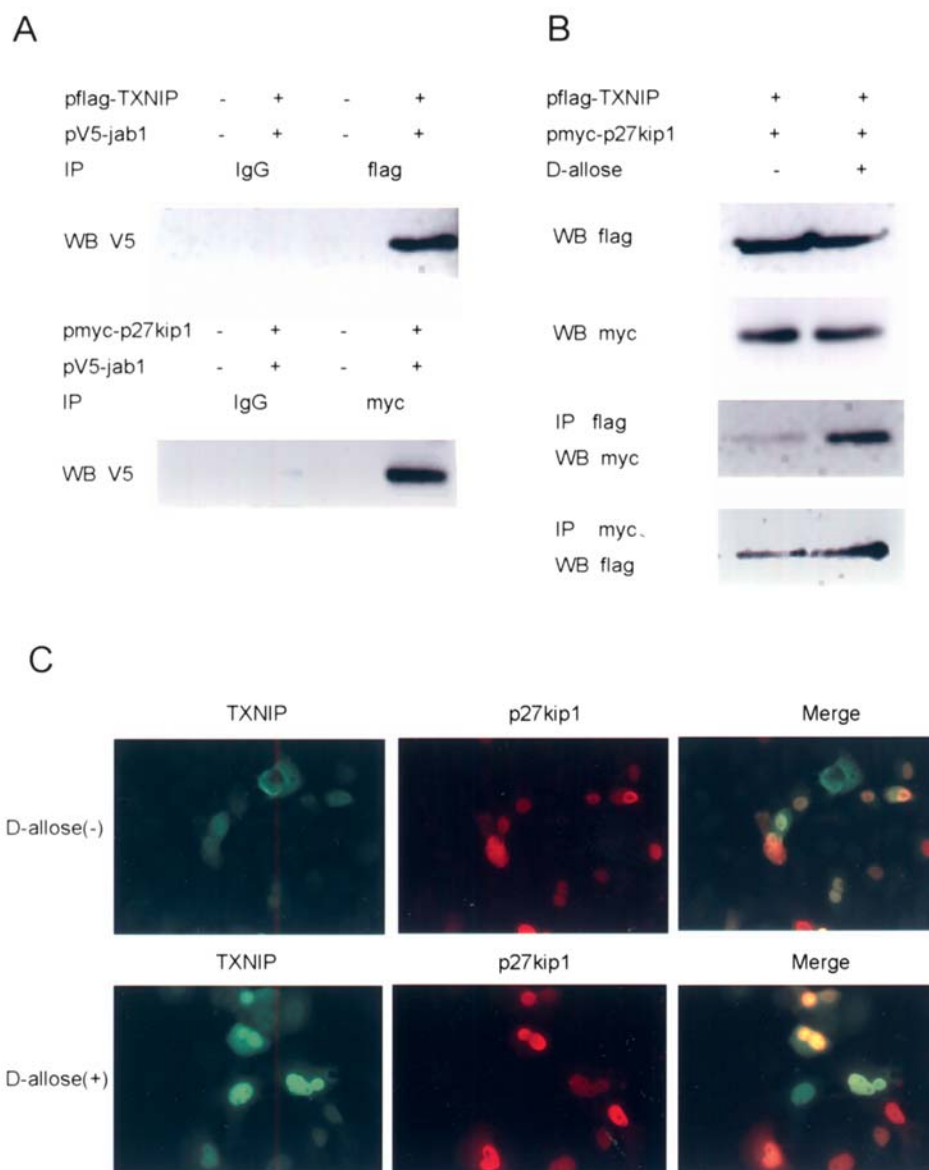 A
pflag-TXNIP - + - +
pV5-jab1 - + - +
IP IgG flag
WB V5
pmyc-p27kip1 - + - +
pV5-jab1 - + - +
IP IgG myc
WB V5
B
pflag-TXNIP + +
pmyc-p27kip1 + +
D-allose - +
WB flag
WB myc
IP flag
WB myc
IP myc
WB flag
C
TXNIP p27kip1 Merge
D-allose(-)
TXNIP p27kip1 Merge
D-allose(+)